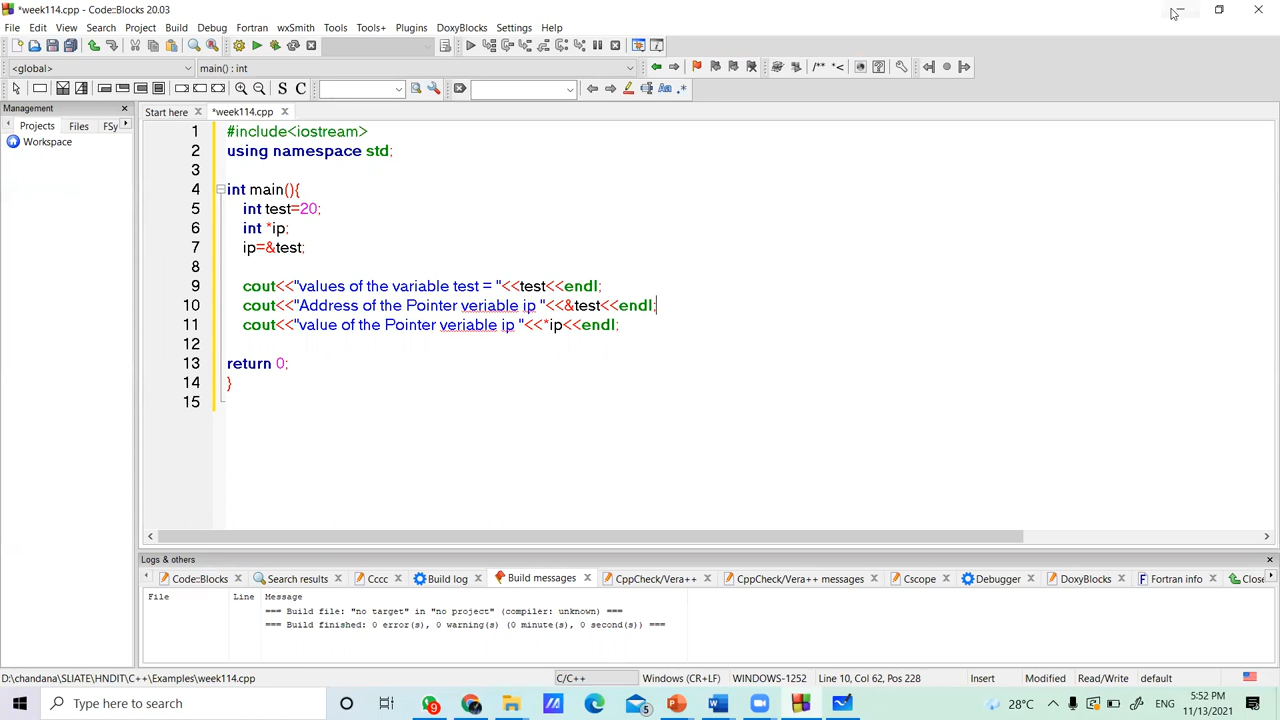 *week114.cpp - Code::Blocks 20.03
File Edit View Search Project Build Debug Fortran wxSmith Tools Tools+ Plugins DoxyBlocks Settings Help
<global> main() : int
/** *<
S C Aa .*
Management
Projects Files FSy
Workspace
Start here *week114.cpp
1 #include<iostream>
2 using namespace std;
3
4 int main(){
5 int test=20;
6 int *ip;
7 ip=&test;
8
9 cout<<"values of the variable test = "<<test<<endl;
10 cout<<"Address of the Pointer veriable ip "<<&test<<endl;
11 cout<<"value of the Pointer veriable ip "<<*ip<<endl;
12
13 return 0;
14 }
15
Logs & others
Code::Blocks Search results Cccc Build log Build messages CppCheck/Vera++ CppCheck/Vera++ messages Cscope Debugger DoxyBlocks Fortran info Close
File Line Message
=== Build file: "no target" in "no project" (compiler: unknown) ===
=== Build finished: 0 error(s), 0 warning(s) (0 minute(s), 0 second(s)) ===
D:\chandana\SLIATE\HNDIT\C++\Examples\week114.cpp C/C++ Windows (CR+LF) WINDOWS-1252 Line 10, Col 62, Pos 228 Insert Modified Read/Write default
Type here to search 9 5 28°C 5:52 PM
11/13/2021